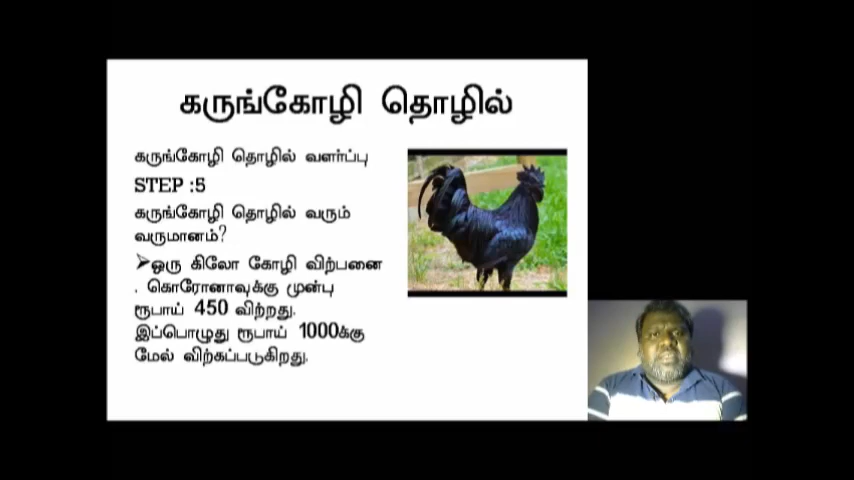 கருங்கோழி தொழில்
கருங்கோழி தொழில் வளர்ப்பு
STEP :5
கருங்கோழி தொழில் வரும்
வருமானம்?
➢ஒரு கிலோ கோழி விற்பனை
. கொரோனாவுக்கு முன்பு
ரூபாய் 450 விற்றது.
இப்பொழுது ரூபாய் 1000க்கு
மேல் விற்கப்படுகிறது.